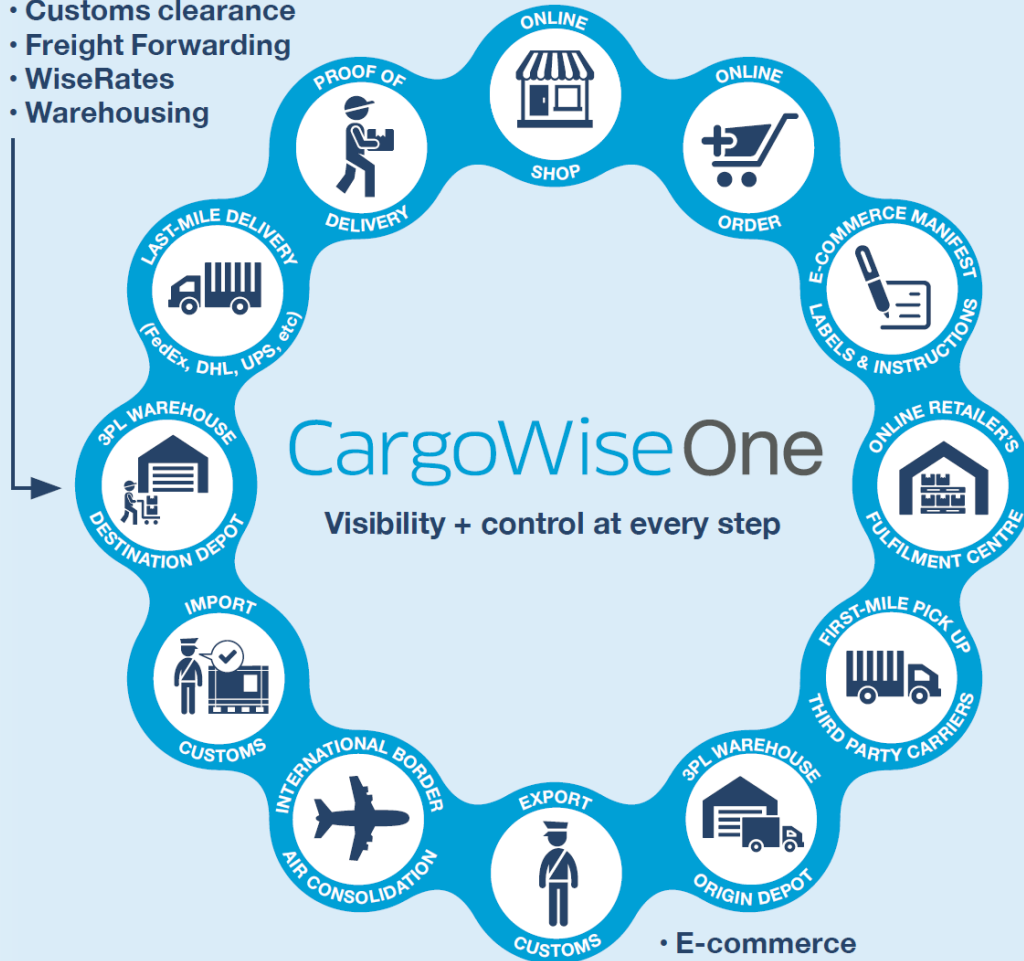 • Customs clearance
• Freight Forwarding
• WiseRates
• Warehousing
ONLINE
SHOP
ONLINE
ORDER
E-COMMERCE MANIFEST
LABELS & INSTRUCTIONS
ONLINE RETAILER'S
FULFILMENT CENTRE
FIRST-MILE PICK UP
THIRD PARTY CARRIERS
3PL WAREHOUSE
ORIGIN DEPOT
EXPORT
CUSTOMS
INTERNATIONAL BORDER
AIR CONSOLIDATION
IMPORT
CUSTOMS
3PL WAREHOUSE
DESTINATION DEPOT
LAST-MILE DELIVERY
(FedEx, DHL, UPS, etc)
PROOF OF
DELIVERY
CargoWise One
Visibility + control at every step
• E-commerce